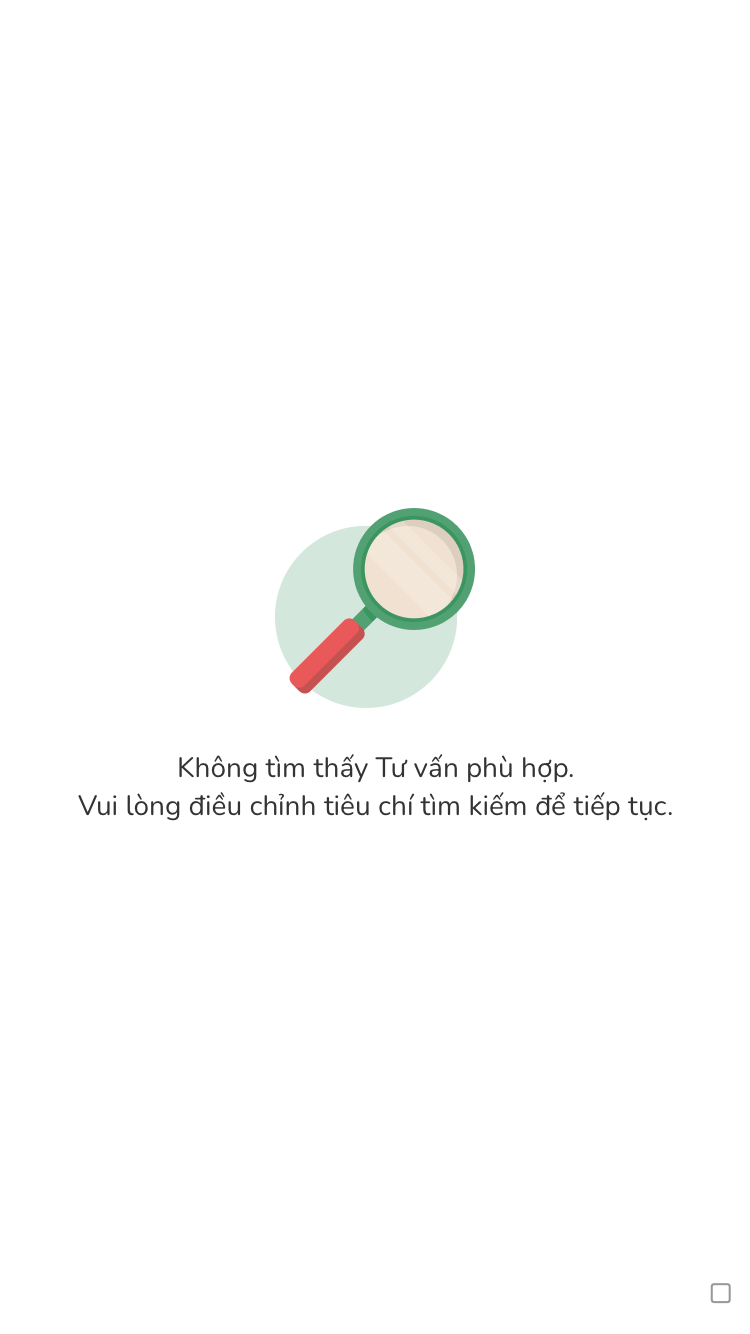 Không tìm thấy Tư vấn phù hợp.
Vui lòng điều chỉnh tiêu chí tìm kiếm để tiếp tục.